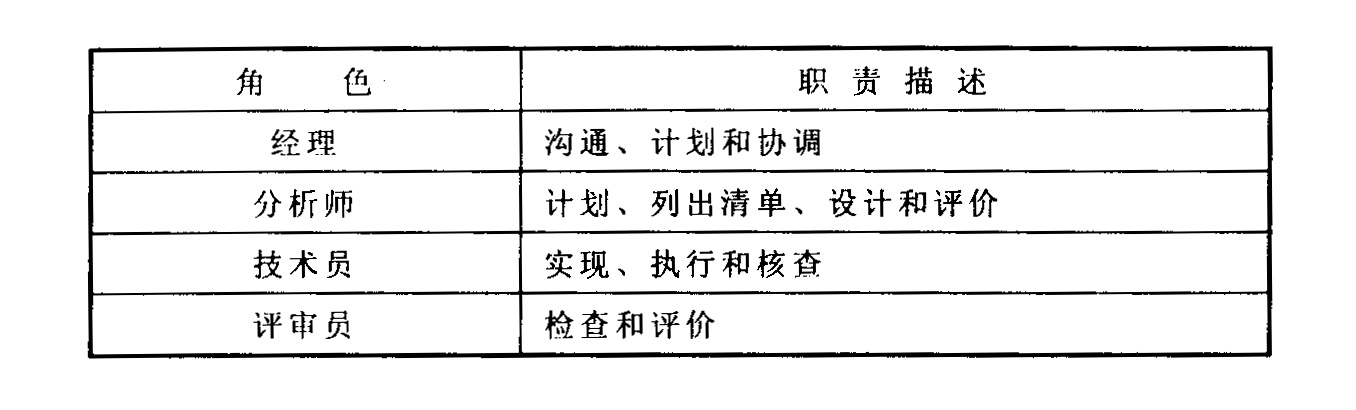 角 色 职责描述
经理 沟通、计划和协调
分析师 计划、列出清单、设计和评价
技术员 实现、执行和核查
评审员 检查和评价